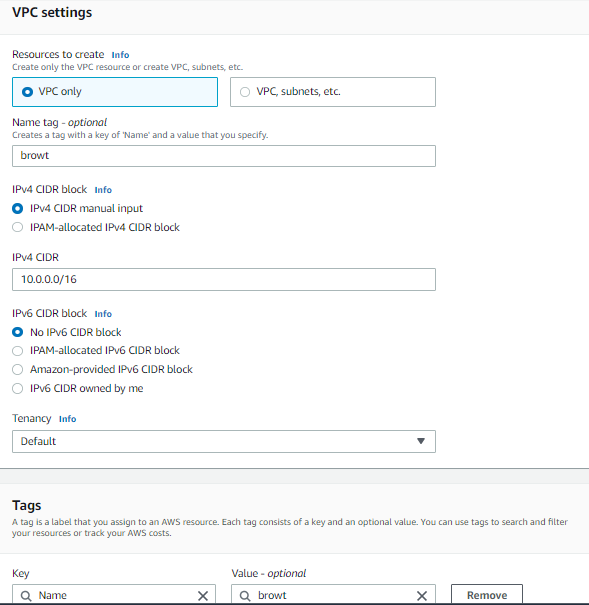 VPC settings
Resources to create Info
Create only the VPC resource or create VPC, subnets, etc.
VPC only
VPC, subnets, etc.
Name tag - optional
Creates a tag with a key of 'Name' and a value that you specify.
browt
IPv4 CIDR block Info
IPv4 CIDR manual input
IPAM-allocated IPv4 CIDR block
IPv4 CIDR
10.0.0.0/16
IPv6 CIDR block Info
No IPv6 CIDR block
IPAM-allocated IPv6 CIDR block
Amazon-provided IPv6 CIDR block
IPv6 CIDR owned by me
Tenancy Info
Default
Tags
A tag is a label that you assign to an AWS resource. Each tag consists of a key and an optional value. You can use tags to search and filter
your resources or track your AWS costs.
Key
Value - optional
Name
browt
Remove